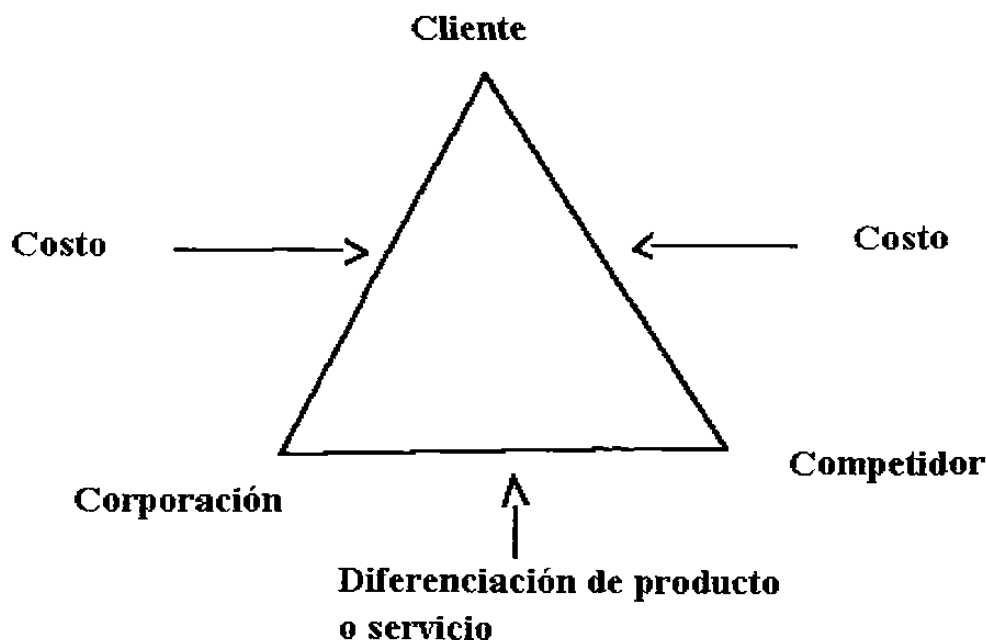 Cliente
Costo
Costo
Corporación
Competidor
Diferenciación de producto
o servicio